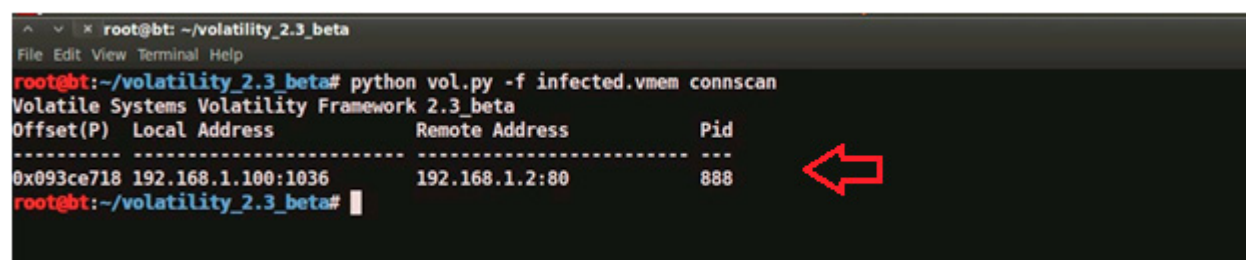 root@bt: ~/volatility_2.3_beta
File Edit View Terminal Help
root@bt:~/volatility_2.3_beta# python vol.py -f infected.vmem connscan
Volatile Systems Volatility Framework 2.3_beta
Offset(P)  Local Address             Remote Address            Pid
---------- ------------------------- ------------------------- ---
0x093ce718 192.168.1.100:1036        192.168.1.2:80            888
root@bt:~/volatility_2.3_beta#